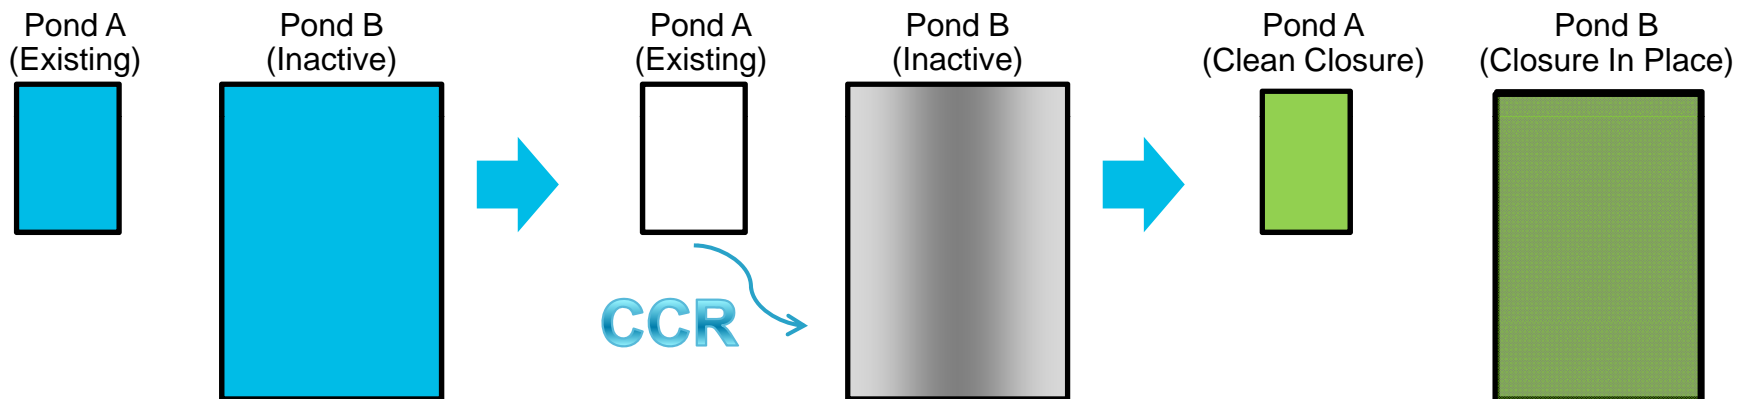 Pond A
(Existing)
Pond B
(Inactive)
Pond A
(Existing)
Pond B
(Inactive)
Pond A
(Clean Closure)
Pond B
(Closure In Place)
CCR